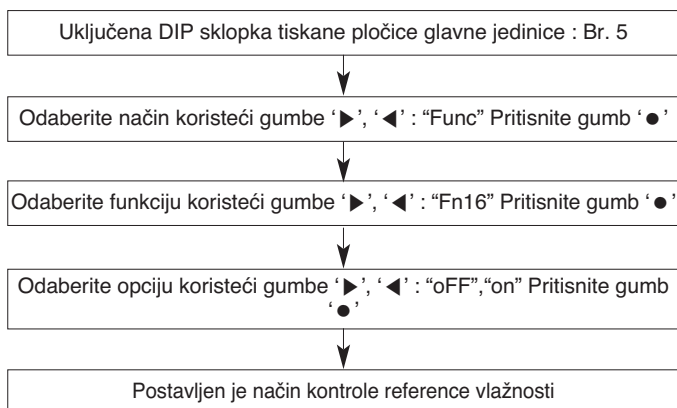 Uključena DIP sklopka tiskane pločice glavne jedinice : Br. 5
Odaberite način koristeći gumbe ‘▶’, ‘◀’ : “Func” Pritisnite gumb ‘●’
Odaberite funkciju koristeći gumbe ‘▶’, ‘◀’ : “Fn16” Pritisnite gumb ‘●’
Odaberite opciju koristeći gumbe ‘▶’, ‘◀’ : “oFF”,“on” Pritisnite gumb
‘●’
Postavljen je način kontrole reference vlažnosti